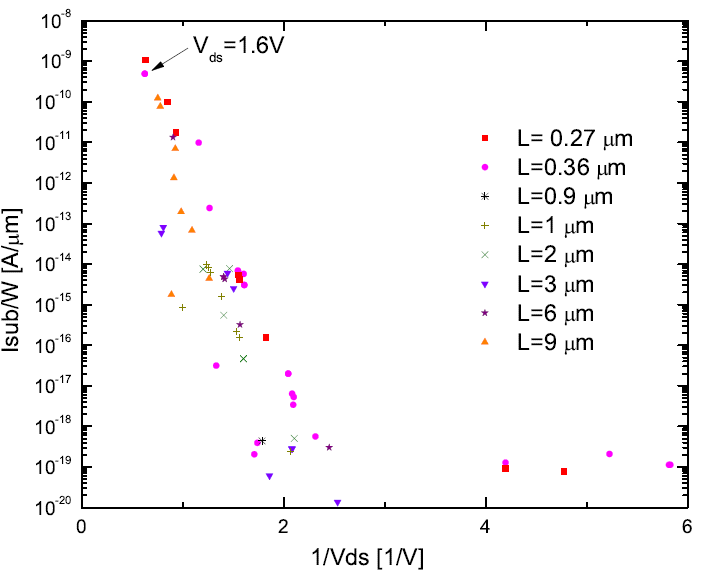 10⁻⁸
10⁻⁹
10⁻¹⁰
10⁻¹¹
10⁻¹²
10⁻¹³
10⁻¹⁴
10⁻¹⁵
10⁻¹⁶
10⁻¹⁷
10⁻¹⁸
10⁻¹⁹
10⁻²⁰
Isub/W [A/μm]
V_ds=1.6V
L= 0.27 μm
L=0.36 μm
L=0.9 μm
L=1 μm
L=2 μm
L=3 μm
L=6 μm
L=9 μm
0 2 4 6
1/Vds [1/V]